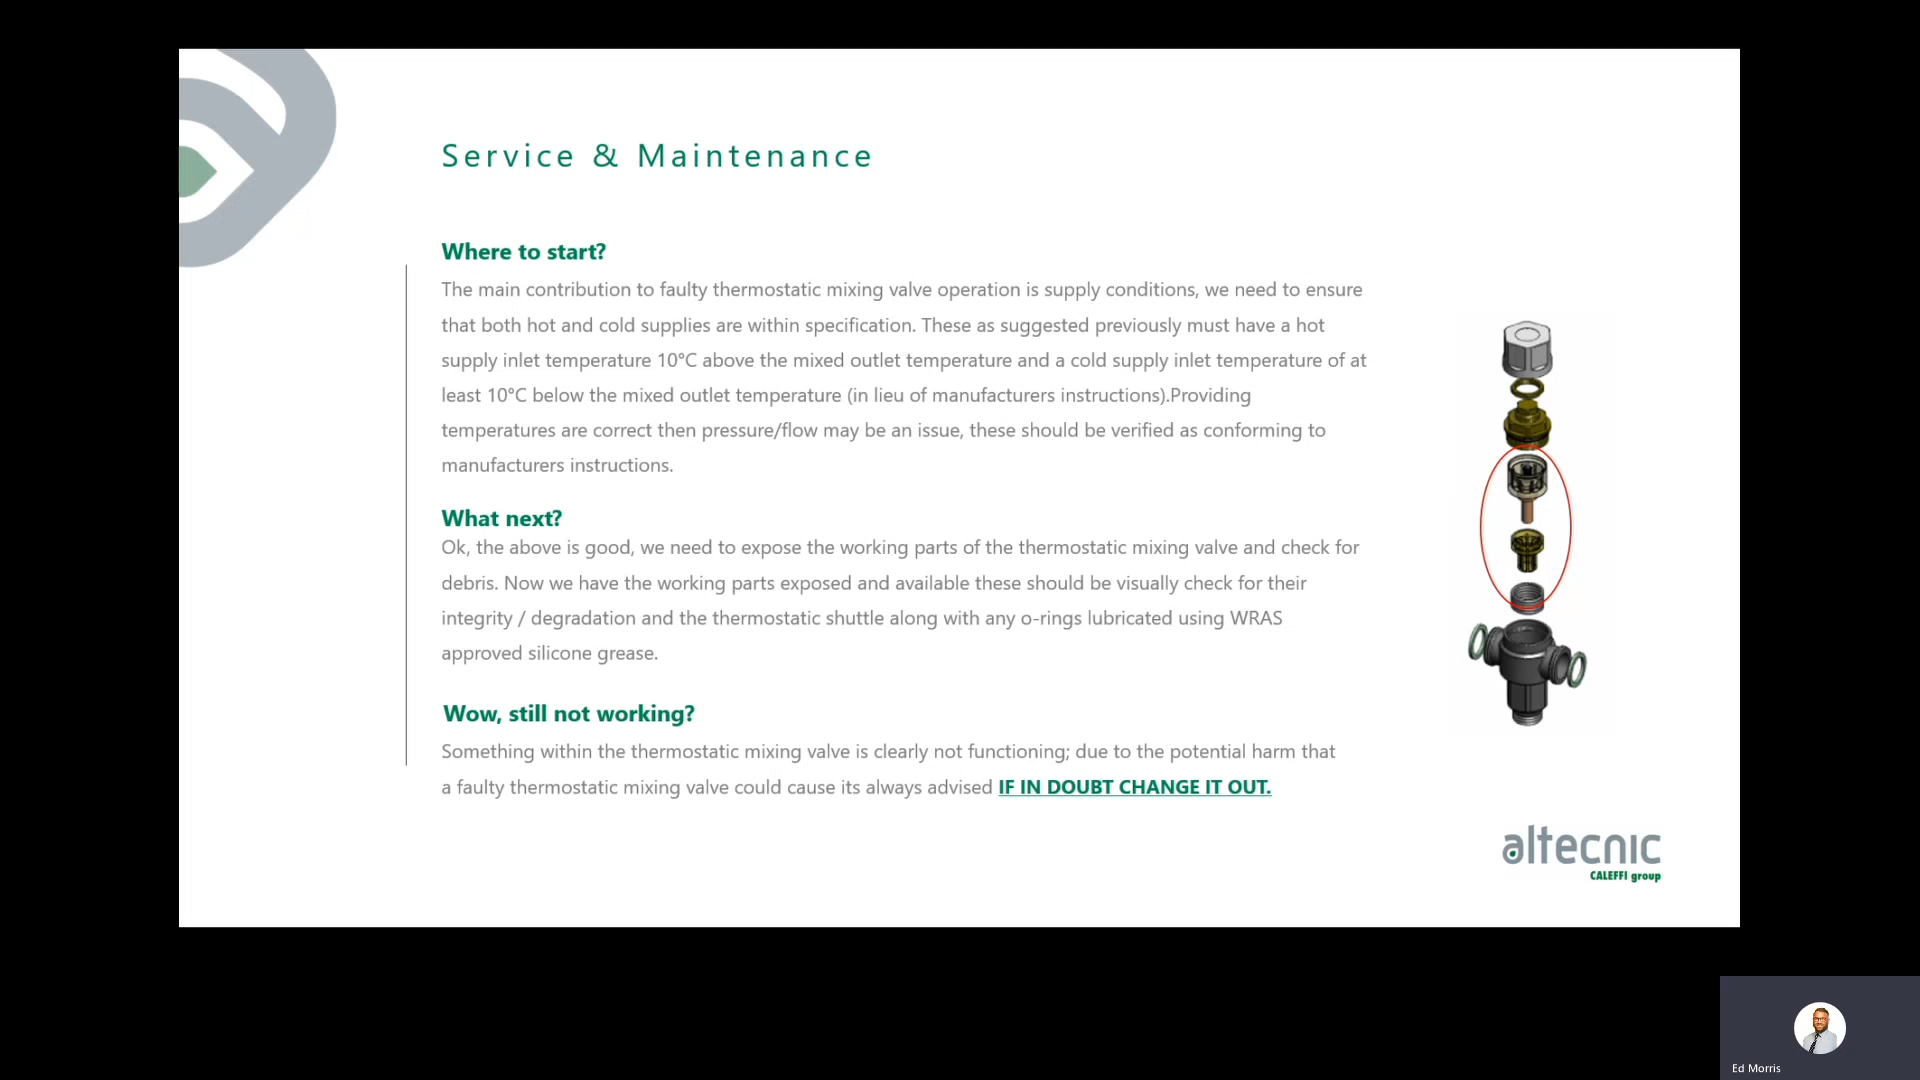 Service & Maintenance
Where to start?
The main contribution to faulty thermostatic mixing valve operation is supply conditions, we need to ensure
that both hot and cold supplies are within specification. These as suggested previously must have a hot
supply inlet temperature 10°C above the mixed outlet temperature and a cold supply inlet temperature of at
least 10°C below the mixed outlet temperature (in lieu of manufacturers instructions).Providing
temperatures are correct then pressure/flow may be an issue, these should be verified as conforming to
manufacturers instructions.
What next?
Ok, the above is good, we need to expose the working parts of the thermostatic mixing valve and check for
debris. Now we have the working parts exposed and available these should be visually check for their
integrity / degradation and the thermostatic shuttle along with any o-rings lubricated using WRAS
approved silicone grease.
Wow, still not working?
Something within the thermostatic mixing valve is clearly not functioning; due to the potential harm that
a faulty thermostatic mixing valve could cause its always advised IF IN DOUBT CHANGE IT OUT.
altecnic
CALEFFI group
Ed Morris